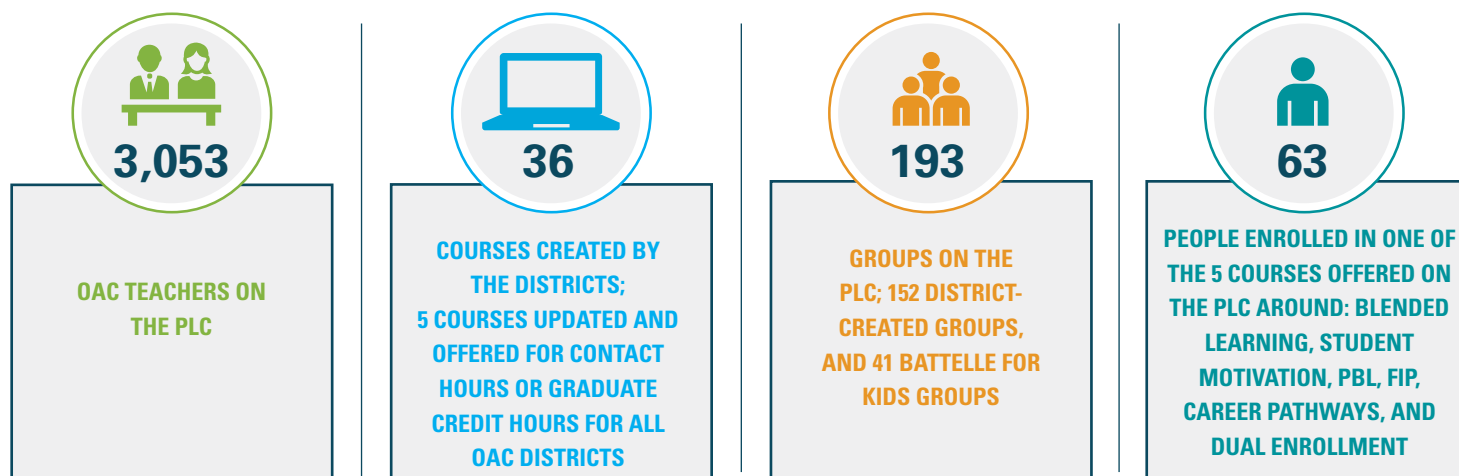 3,053
OAC TEACHERS ON
THE PLC
36
COURSES CREATED BY
THE DISTRICTS;
5 COURSES UPDATED AND
OFFERED FOR CONTACT
HOURS OR GRADUATE
CREDIT HOURS FOR ALL
OAC DISTRICTS
193
GROUPS ON THE
PLC; 152 DISTRICT-
CREATED GROUPS,
AND 41 BATTELLE FOR
KIDS GROUPS
63
PEOPLE ENROLLED IN ONE OF
THE 5 COURSES OFFERED ON
THE PLC AROUND: BLENDED
LEARNING, STUDENT
MOTIVATION, PBL, FIP,
CAREER PATHWAYS, AND
DUAL ENROLLMENT